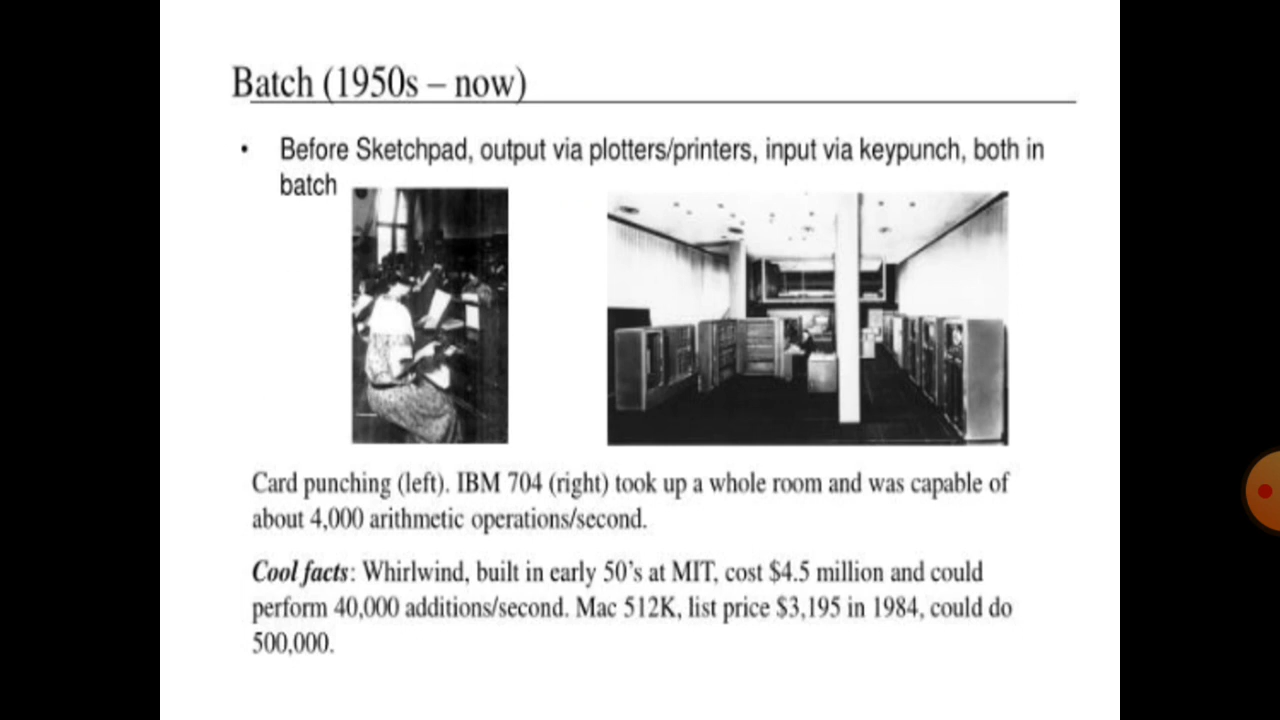 Batch (1950s – now)
• Before Sketchpad, output via plotters/printers, input via keypunch, both in
batch
Card punching (left). IBM 704 (right) took up a whole room and was capable of
about 4,000 arithmetic operations/second.
Cool facts: Whirlwind, built in early 50’s at MIT, cost $4.5 million and could
perform 40,000 additions/second. Mac 512K, list price $3,195 in 1984, could do
500,000.